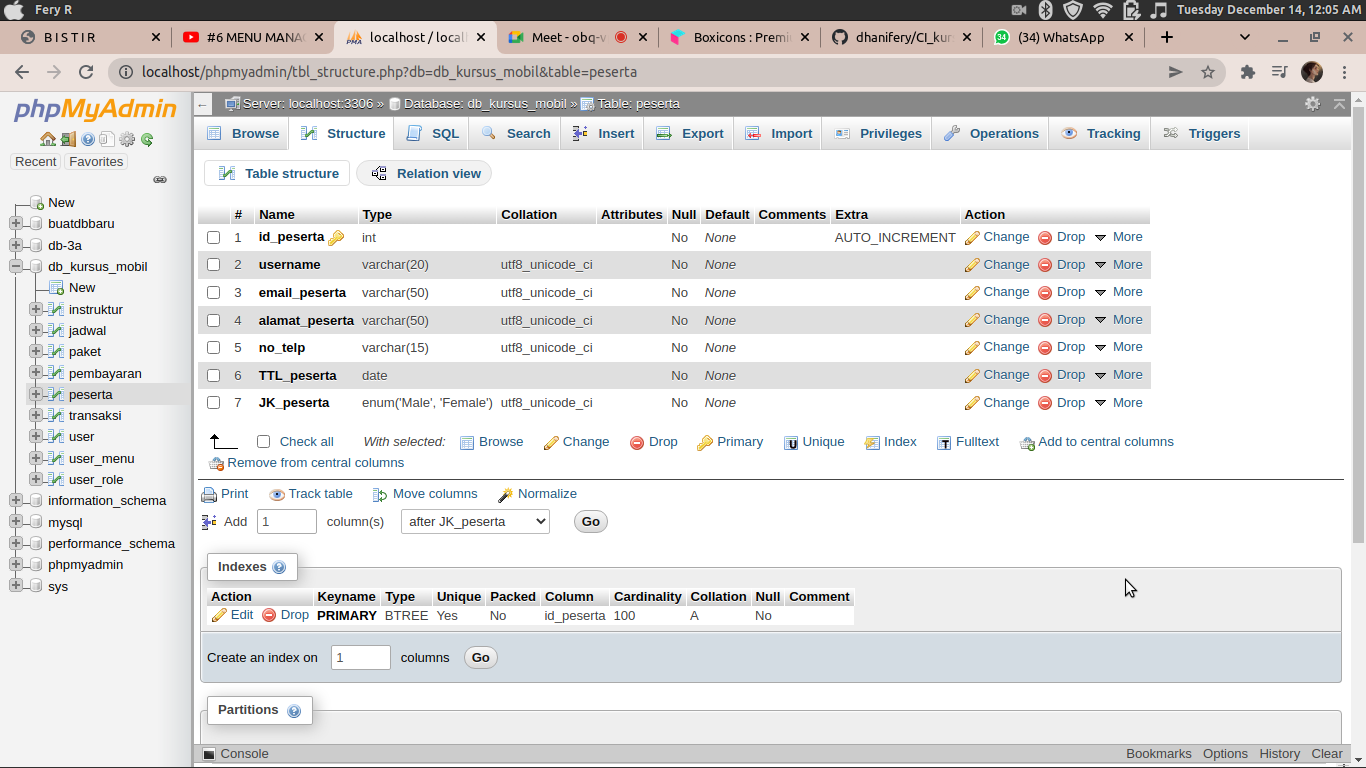 Fery R
Tuesday December 14, 12:05 AM
B I S T I R
#6 MENU MANA
localhost / local
Meet - obq-v
Boxicons : Premi
dhanifery/CI_kur
(34) WhatsApp
localhost/phpmyadmin/tbl_structure.php?db=db_kursus_mobil&table=peserta
phpMyAdmin
Recent Favorites
New
buatdbbaru
db-3a
db_kursus_mobil
New
instruktur
jadwal
paket
pembayaran
peserta
transaksi
user
user_menu
user_role
information_schema
mysql
performance_schema
phpmyadmin
sys
Server: localhost:3306 » Database: db_kursus_mobil » Table: peserta
Browse Structure SQL Search Insert Export Import Privileges Operations Tracking Triggers
Table structure Relation view
# Name Type Collation Attributes Null Default Comments Extra Action
1 id_peserta int No None AUTO_INCREMENT Change Drop More
2 username varchar(20) utf8_unicode_ci No None Change Drop More
3 email_peserta varchar(50) utf8_unicode_ci No None Change Drop More
4 alamat_peserta varchar(50) utf8_unicode_ci No None Change Drop More
5 no_telp varchar(15) utf8_unicode_ci No None Change Drop More
6 TTL_peserta date No None Change Drop More
7 JK_peserta enum('Male', 'Female') utf8_unicode_ci No None Change Drop More
Check all With selected: Browse Change Drop Primary Unique Index Fulltext Add to central columns
Remove from central columns
Print Track table Move columns Normalize
Add 1 column(s) after JK_peserta Go
Indexes
Action Keyname Type Unique Packed Column Cardinality Collation Null Comment
Edit Drop PRIMARY BTREE Yes No id_peserta 100 A No
Create an index on 1 columns Go
Partitions
Console Bookmarks Options History Clear